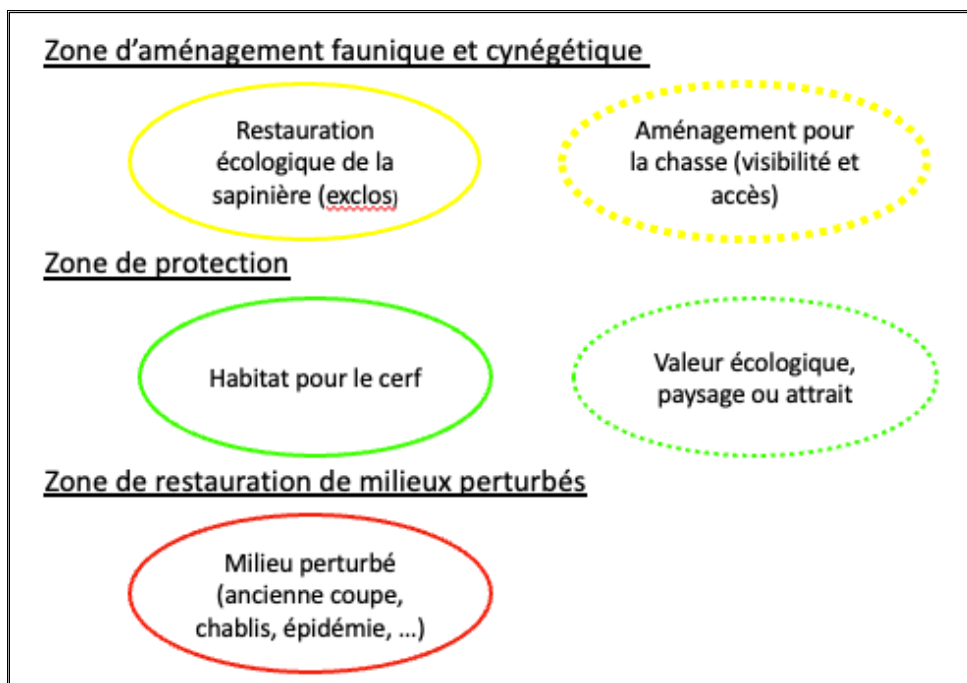 Zone d’aménagement faunique et cynégétique
Restauration
écologique de la
sapinière (exclos)
Aménagement pour
la chasse (visibilité et
accès)
Zone de protection
Habitat pour le cerf
Valeur écologique,
paysage ou attrait
Zone de restauration de milieux perturbés
Milieu perturbé
(ancienne coupe,
chablis, épidémie, …)